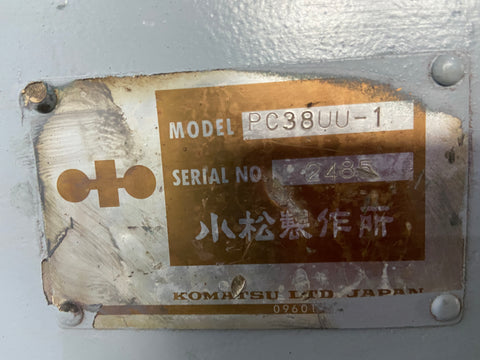 MODEL PC38UU-1
SERIAL NO. 2485
小松製作所
KOMATSU LTD. JAPAN